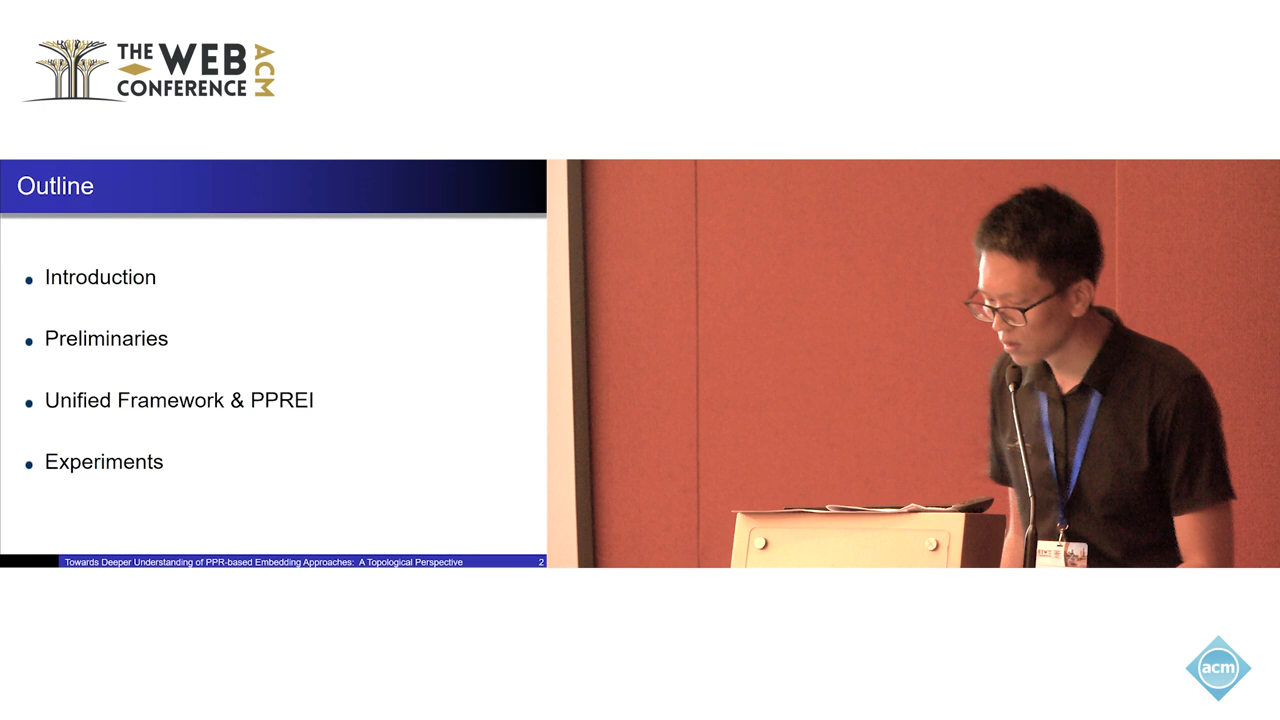 THE WEB
CONFERENCE
ACM
Outline
Introduction
Preliminaries
Unified Framework & PPREI
Experiments
Towards Deeper Understanding of PPR-based Embedding Approaches: A Topological Perspective 2
acm